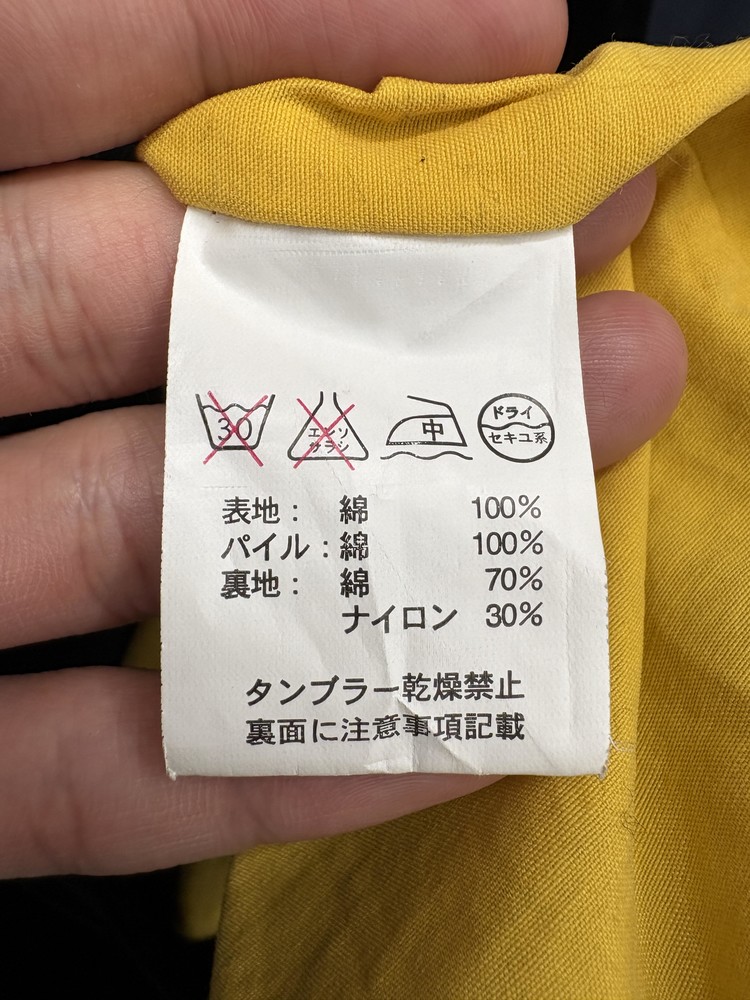 30 エンソサラシ 中 ドライ セキユ系
表地： 綿 100%
パイル：綿 100%
裏地： 綿 70%
ナイロン 30%
タンブラー乾燥禁止
裏面に注意事項記載